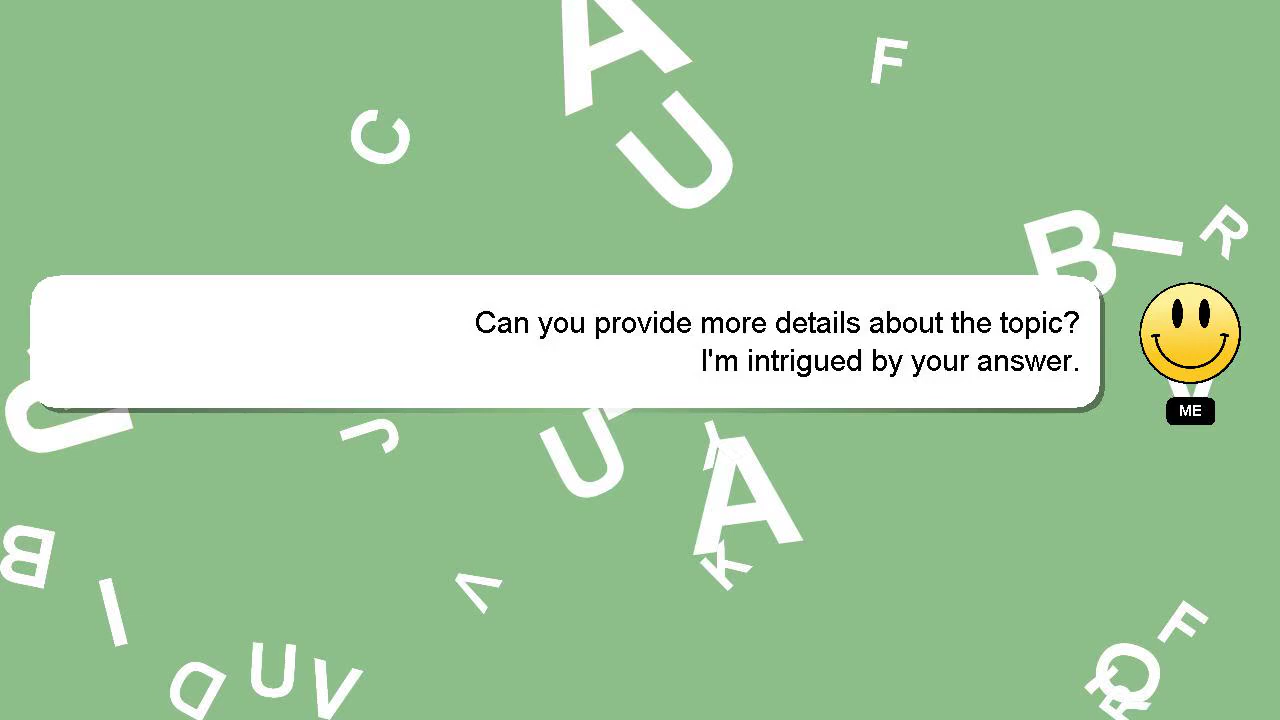 A
F
C
U
B
I
R
Can you provide more details about the topic?
I'm intrigued by your answer.
ME
J
U
A
K
B
I
V
F
D
U
V
Q